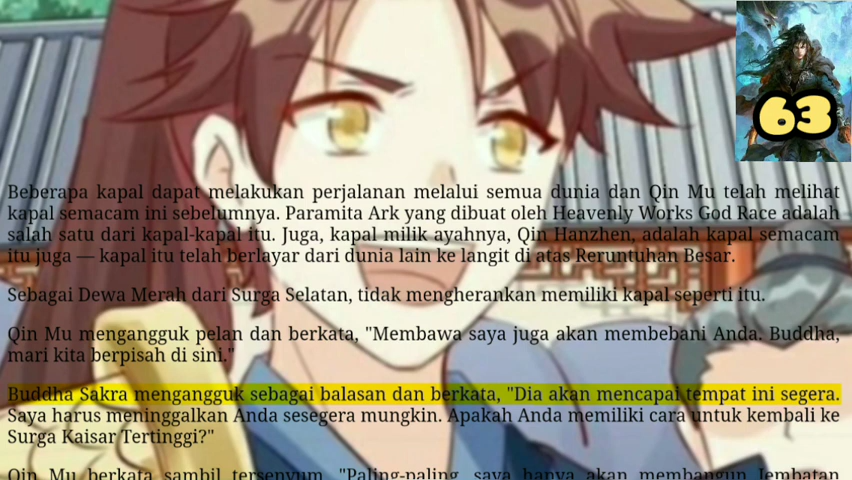 63
Beberapa kapal dapat melakukan perjalanan melalui semua dunia dan Qin Mu telah melihat
kapal semacam ini sebelumnya. Paramita Ark yang dibuat oleh Heavenly Works God Race adalah
salah satu dari kapal-kapal itu. Juga, kapal milik ayahnya, Qin Hanzhen, adalah kapal semacam
itu juga — kapal itu telah berlayar dari dunia lain ke langit di atas Reruntuhan Besar.
Sebagai Dewa Merah dari Surga Selatan, tidak mengherankan memiliki kapal seperti itu.
Qin Mu mengangguk pelan dan berkata, "Membawa saya juga akan membebani Anda. Buddha,
mari kita berpisah di sini."
Buddha Sakra mengangguk sebagai balasan dan berkata, "Dia akan mencapai tempat ini segera.
Saya harus meninggalkan Anda sesegera mungkin. Apakah Anda memiliki cara untuk kembali ke
Surga Kaisar Tertinggi?"
Qin Mu berkata sambil tersenyum, "Paling-paling, saya hanya akan membangun Jembatan